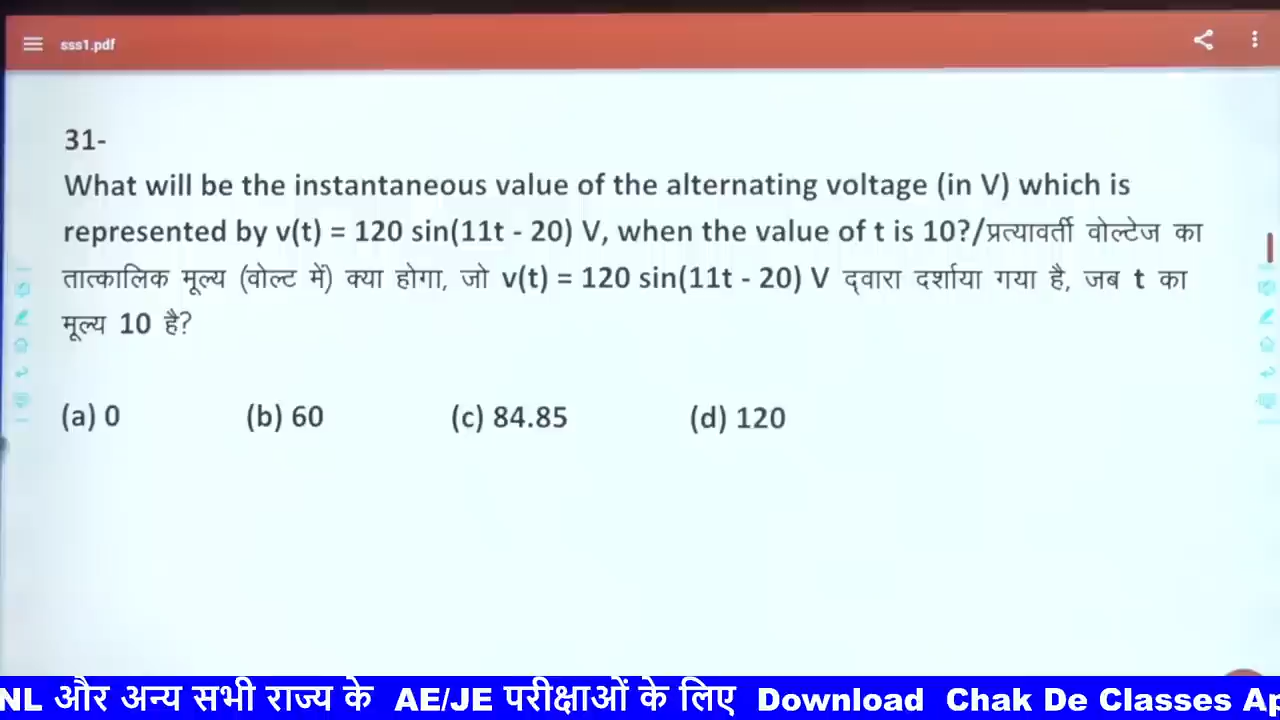 sss1.pdf
31-
What will be the instantaneous value of the alternating voltage (in V) which is
represented by v(t) = 120 sin(11t - 20) V, when the value of t is 10?/प्रत्यावर्ती वोल्टेज का
तात्कालिक मूल्य (वोल्ट में) क्या होगा, जो v(t) = 120 sin(11t - 20) V द्वारा दर्शाया गया है, जब t का
मूल्य 10 है?
(a) 0 (b) 60 (c) 84.85 (d) 120
NL और अन्य सभी राज्य के AE/JE परीक्षाओं के लिए Download Chak De Classes Ap